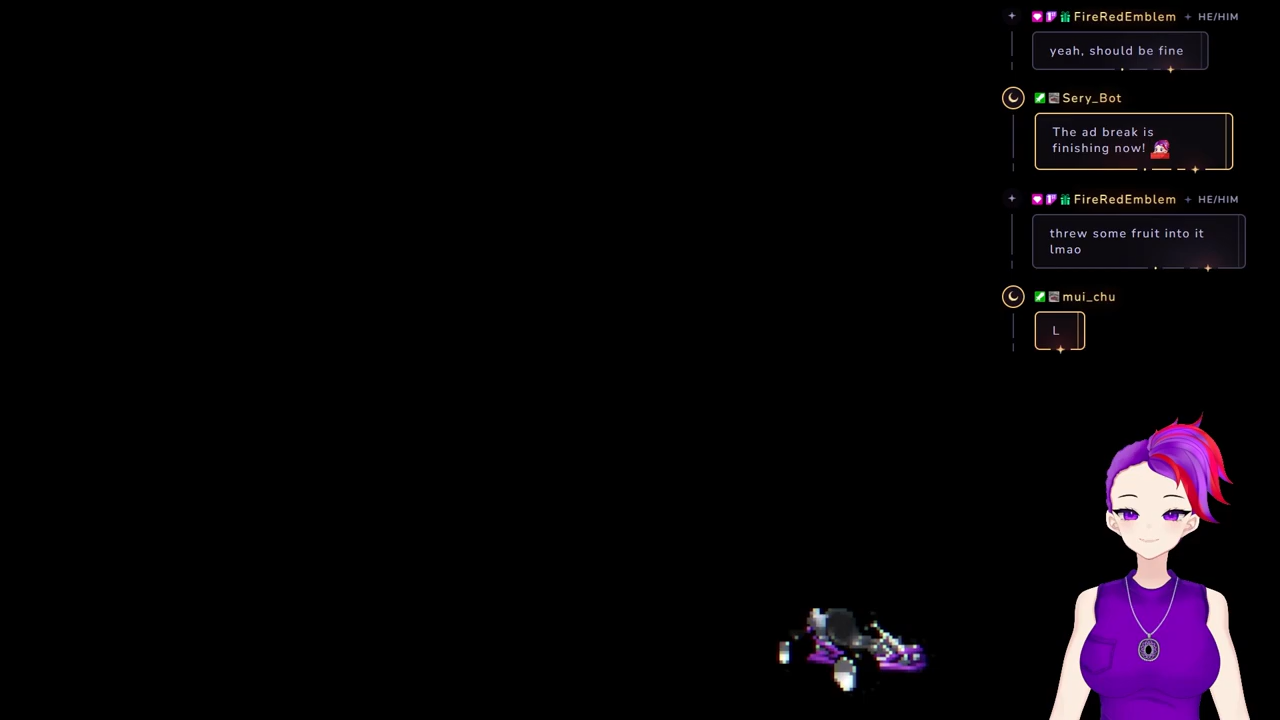 FireRedEmblem HE/HIM
yeah, should be fine
Sery_Bot
The ad break is
finishing now!
FireRedEmblem HE/HIM
threw some fruit into it
lmao
mui_chu
L